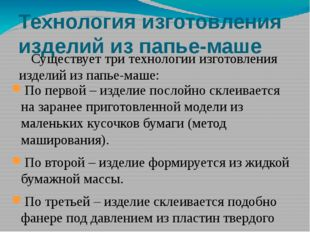 Технология изготовления
изделий из папье-маше
Существует три технологии изготовления
изделий из папье-маше:
По первой – изделие послойно склеивается
на заранее приготовленной модели из
маленьких кусочков бумаги (метод
маширования).
По второй – изделие формируется из жидкой
бумажной массы.
По третьей – изделие склеивается подобно
фанере под давлением из пластин твердого